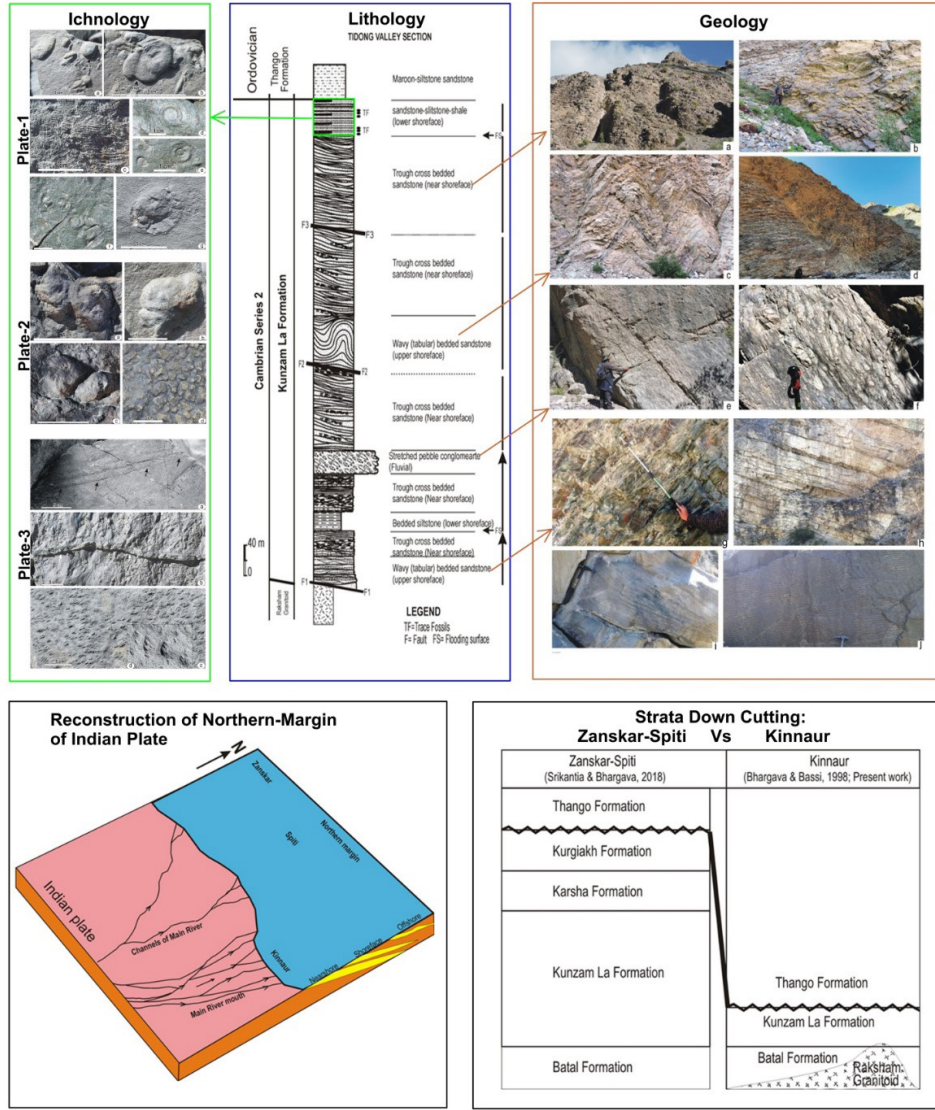 Ichnology
Plate-1
Plate-2
Plate-3
Lithology
TIDONG VALLEY SECTION
Ordovician
Thango
Formation
Cambrian Series 2
Kunzam La Formation
Raksham
Granitoid
Maroon-siltstone sandstone
sandstone-slitstone-shale
(lower shoreface)
TF
TF
FS
Trough cross bedded
sandstone (near shoreface)
F3
F3
Trough cross bedded
sandstone (near shoreface)
Wavy (tabular) bedded sandstone
(upper shoreface)
F2
F2
Trough cross bedded
sandstone (Near shoreface)
Stretched pebble conglomearte
(Fluvial)
Trough cross bedded
sandstone (Near shoreface)
Bedded siltstone (lower shoreface)
FS
Trough cross bedded
sandstone (Near shoreface)
Wavy (tabular) bedded sandstone
(upper shoreface)
F1
F1
40 m
0
LEGEND
TF=Trace Fossils
F= Fault FS= Flooding surface
Geology
a
b
c
d
e
f
g
h
i
j
Reconstruction of Northern-Margin
of Indian Plate
N
Zanskar
Spiti
Northern margin
Indian plate
Channels of Main River
Kinnaur
Main River mouth
Nearshore
Shoreface
Offshore
Strata Down Cutting:
Zanskar-Spiti Vs Kinnaur
Zanskar-Spiti
(Srikantia & Bhargava, 2018)
Kinnaur
(Bhargava & Bassi, 1998; Present work)
Thango Formation
Kurgiakh Formation
Karsha Formation
Kunzam La Formation
Batal Formation
Thango Formation
Kunzam La Formation
Batal Formation
Raksham
Granitoid